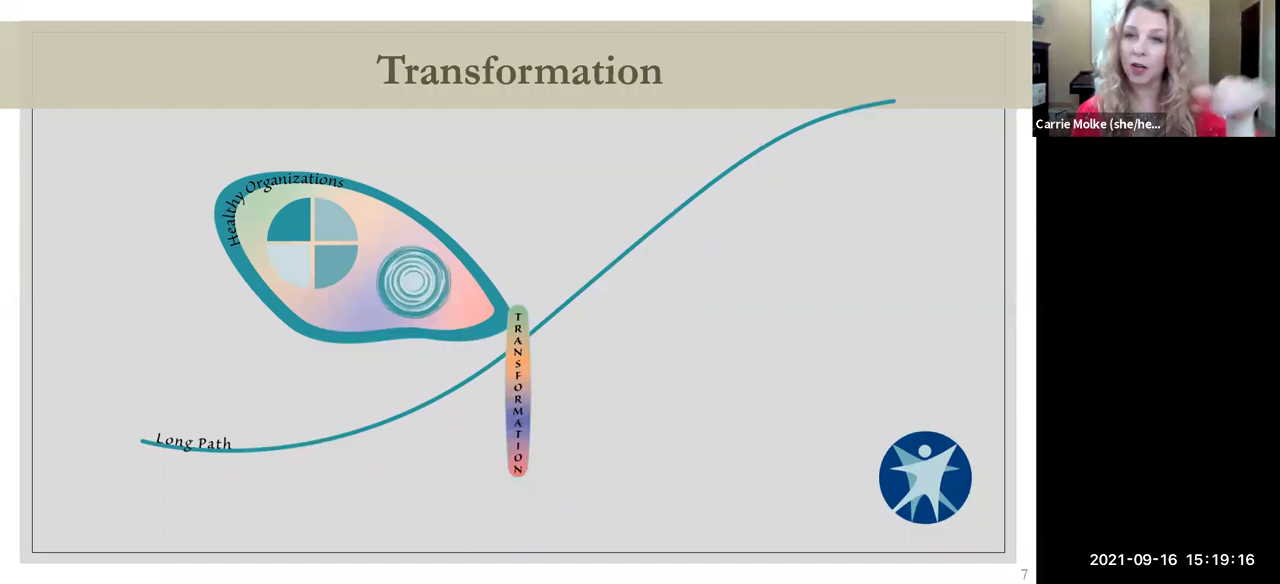 Transformation
Carrie Molke (she/he...
Healthy Organizations
TRANSFORMATION
Long Path
2021-09-16 15:19:16
7